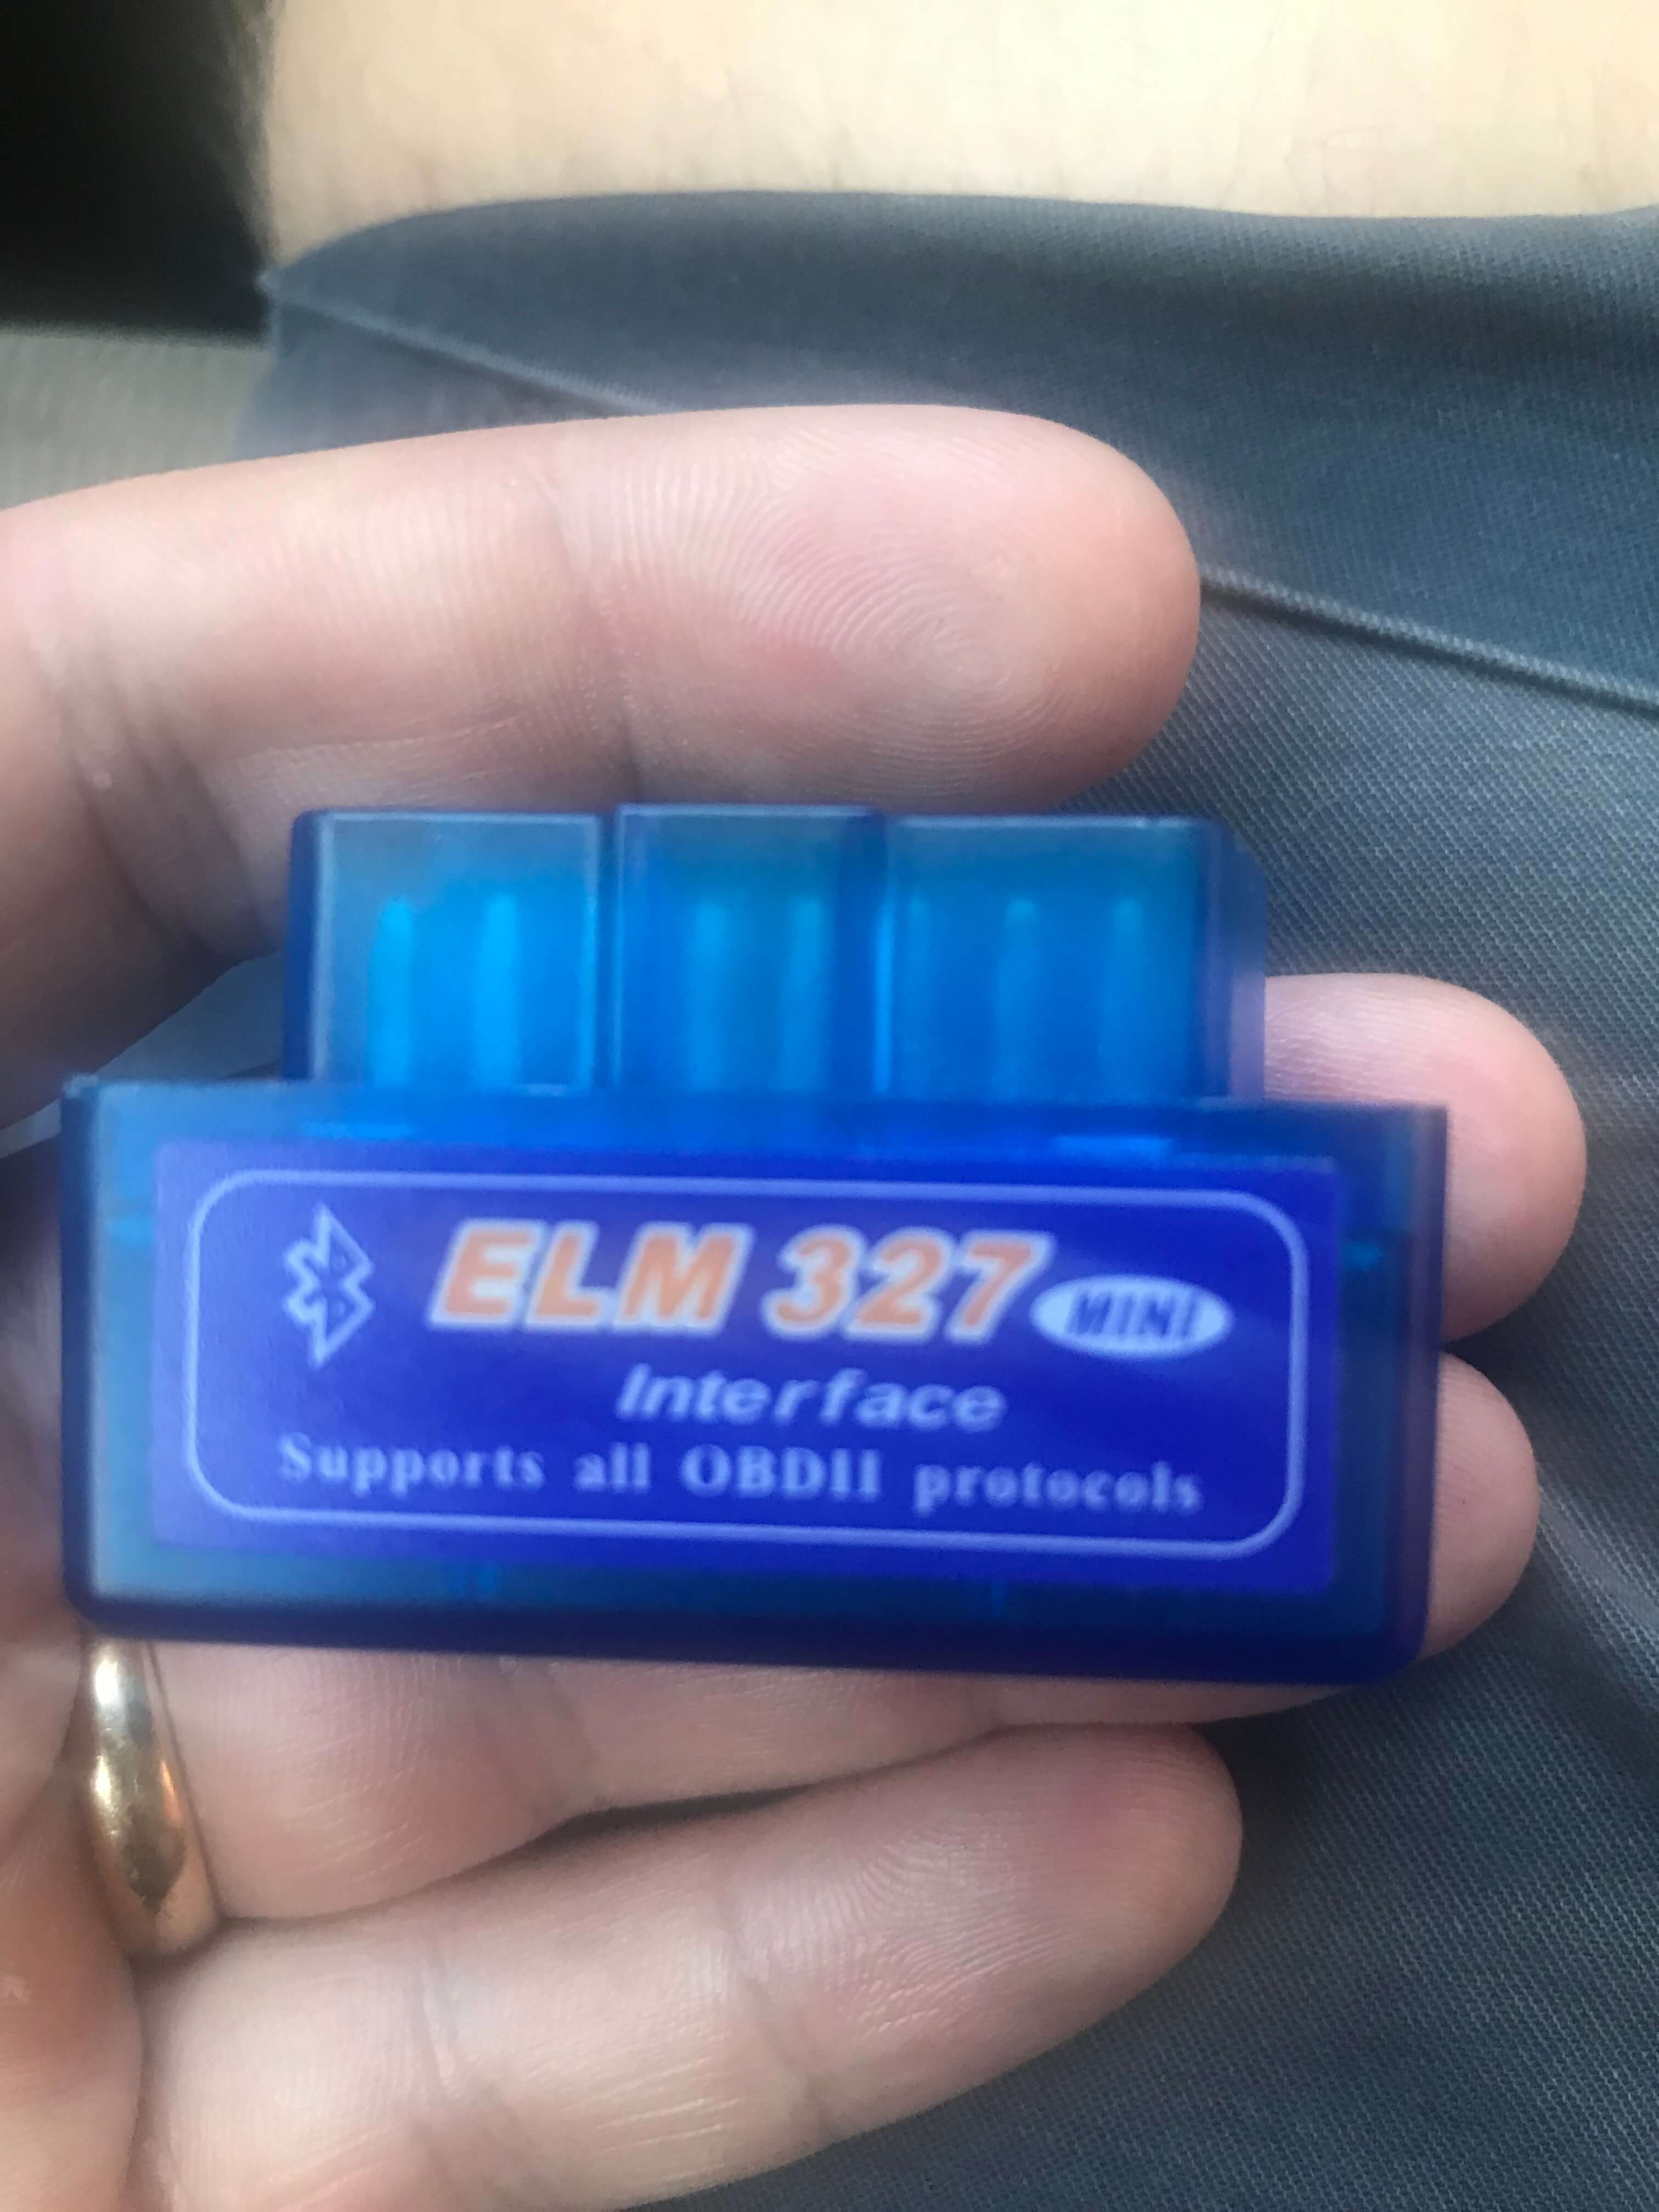 ELM 327 MINI
Interface
Supports all OBDII protocols